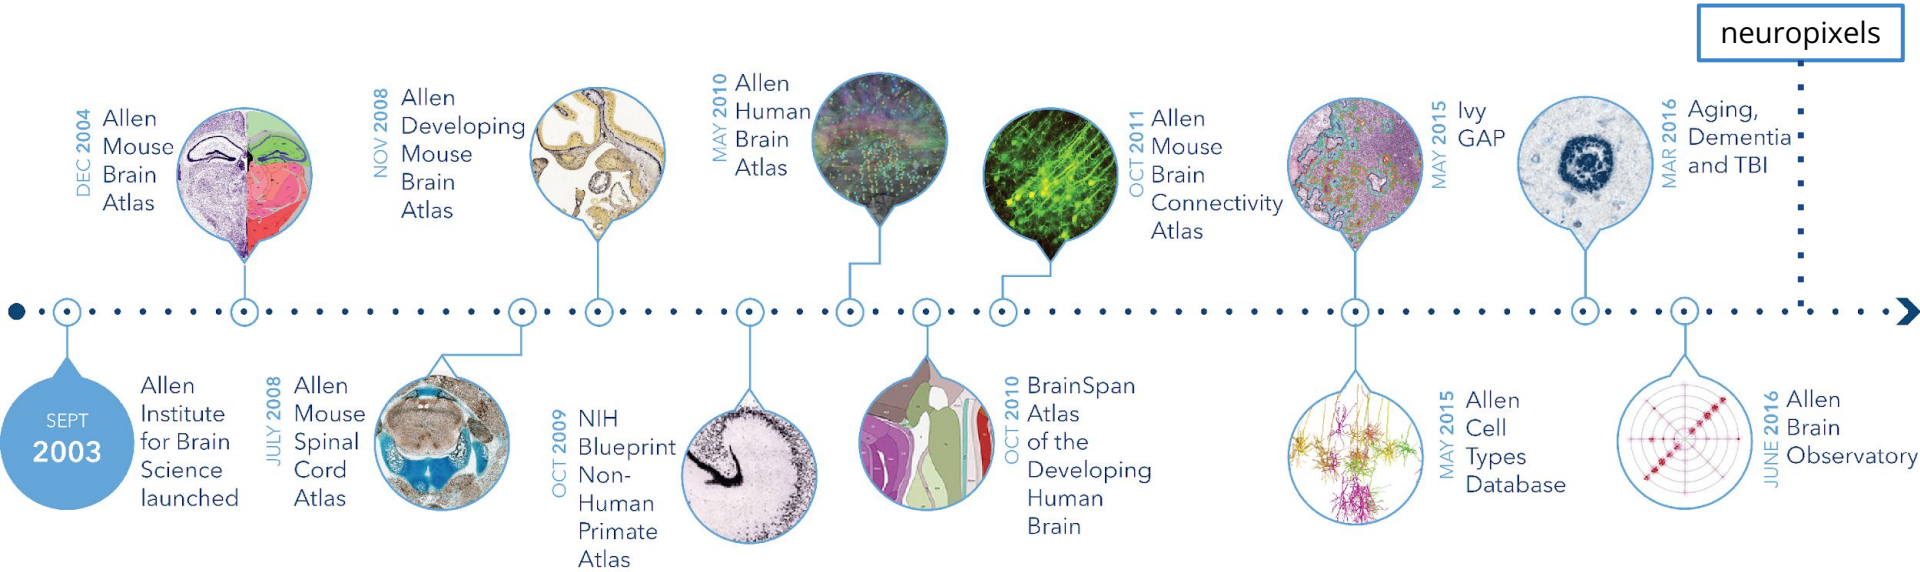 neuropixels
DEC 2004
Allen
Mouse
Brain
Atlas
NOV 2008
Allen
Developing
Mouse
Brain
Atlas
MAY 2010
Allen
Human
Brain
Atlas
OCT 2011
Allen
Mouse
Brain
Connectivity
Atlas
MAY 2015
Ivy
GAP
MAR 2016
Aging,
Dementia
and TBI
SEPT
2003
Allen
Institute
for Brain
Science
launched
JULY 2008
Allen
Mouse
Spinal
Cord
Atlas
OCT 2009
NIH
Blueprint
Non-
Human
Primate
Atlas
OCT 2010
BrainSpan
Atlas
of the
Developing
Human
Brain
MAY 2015
Allen
Cell
Types
Database
JUNE 2016
Allen
Brain
Observatory